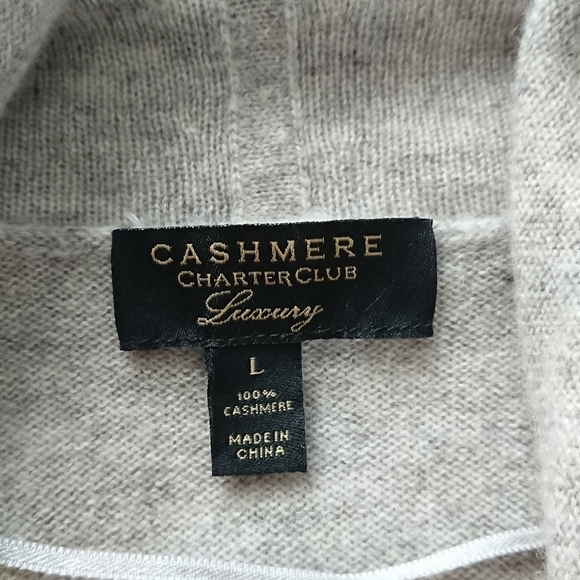 CASHMERE
CHARTER CLUB
Luxury
L
100%
CASHMERE
MADE IN
CHINA